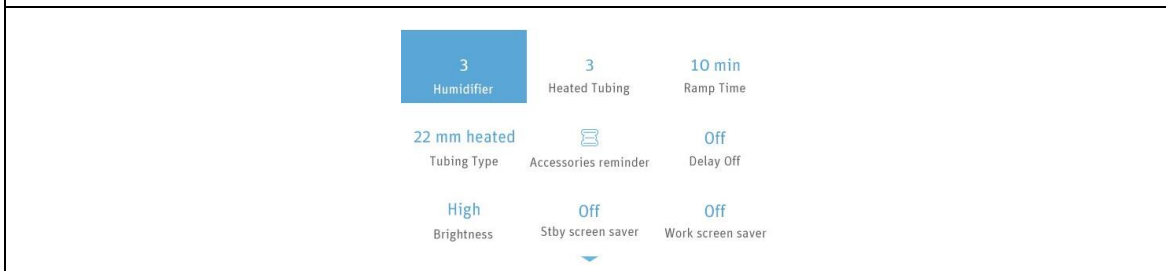 3 3 10 min
Humidifier Heated Tubing Ramp Time
22 mm heated Off
Tubing Type Accessories reminder Delay Off
High Off Off
Brightness Stby screen saver Work screen saver